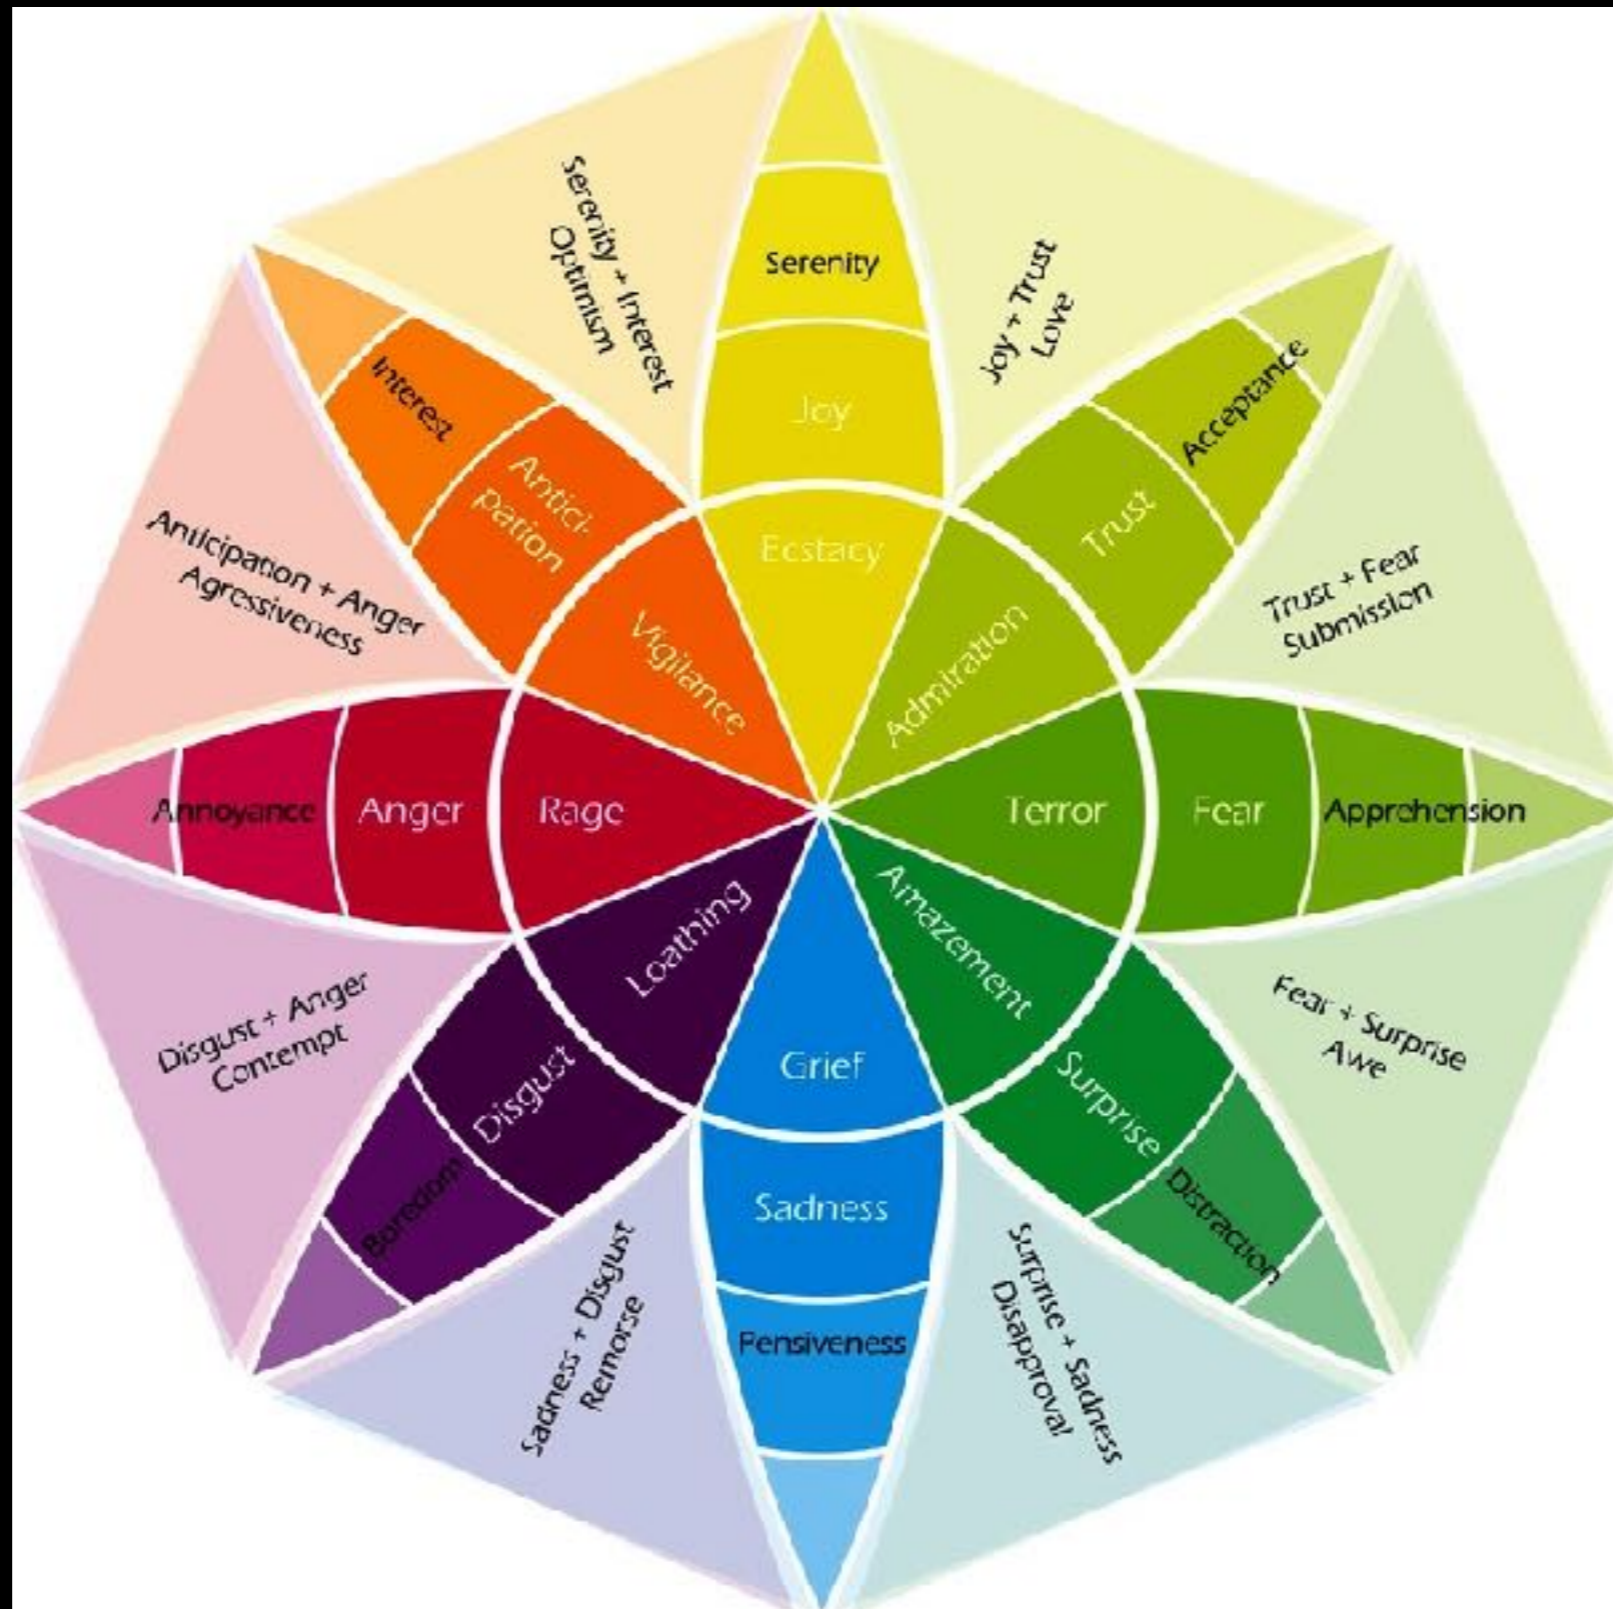 Serenity + Interest
Optimism
Serenity
Joy + Trust
Love
Interest
Joy
Acceptance
Antici-
pation
Ecstacy
Trust
Anticipation + Anger
Agressiveness
Vigilance
Admiration
Trust + Fear
Submission
Annoyance
Anger
Rage
Terror
Fear
Apprehension
Disgust + Anger
Contempt
Loathing
Amazement
Fear + Surprise
Awe
Disgust
Grief
Surprise
Boredom
Sadness
Distraction
Sadness + Disgust
Remorse
Pensiveness
Surprise + Sadness
Disapproval